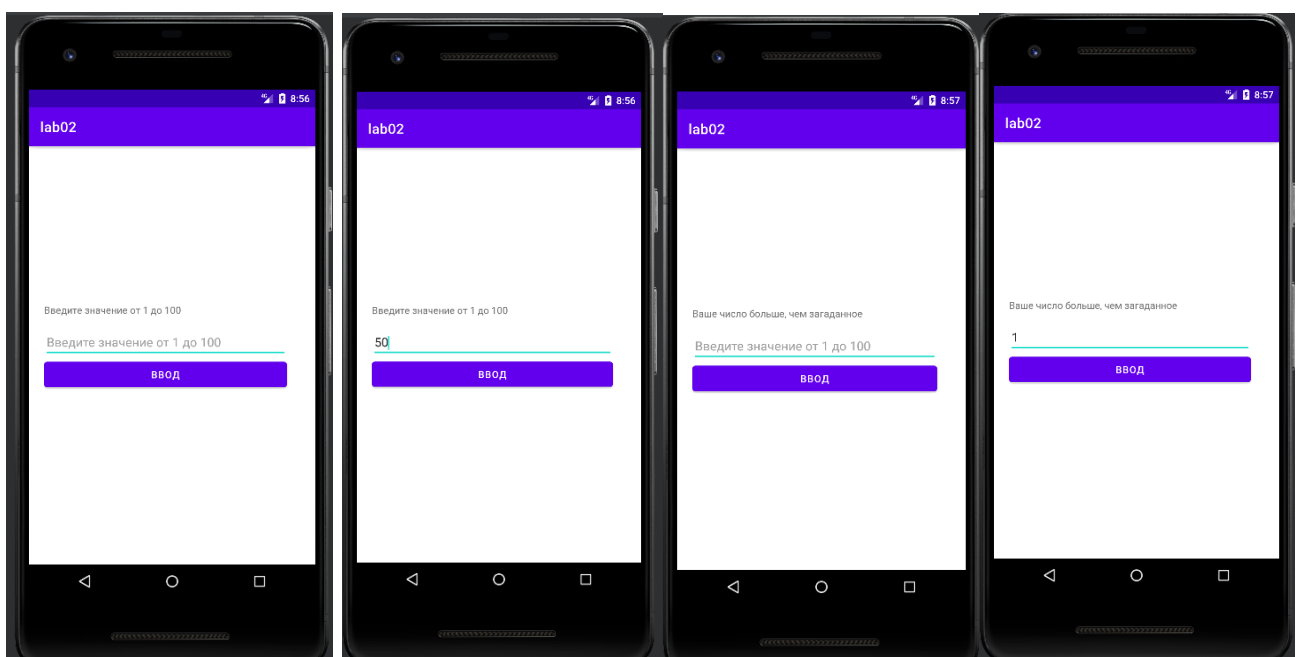 8:56
lab02
Введите значение от 1 до 100
Введите значение от 1 до 100
ВВОД
8:56
lab02
Введите значение от 1 до 100
50
ВВОД
8:57
lab02
Ваше число больше, чем загаданное
Введите значение от 1 до 100
ВВОД
8:57
lab02
Ваше число больше, чем загаданное
1
ВВОД